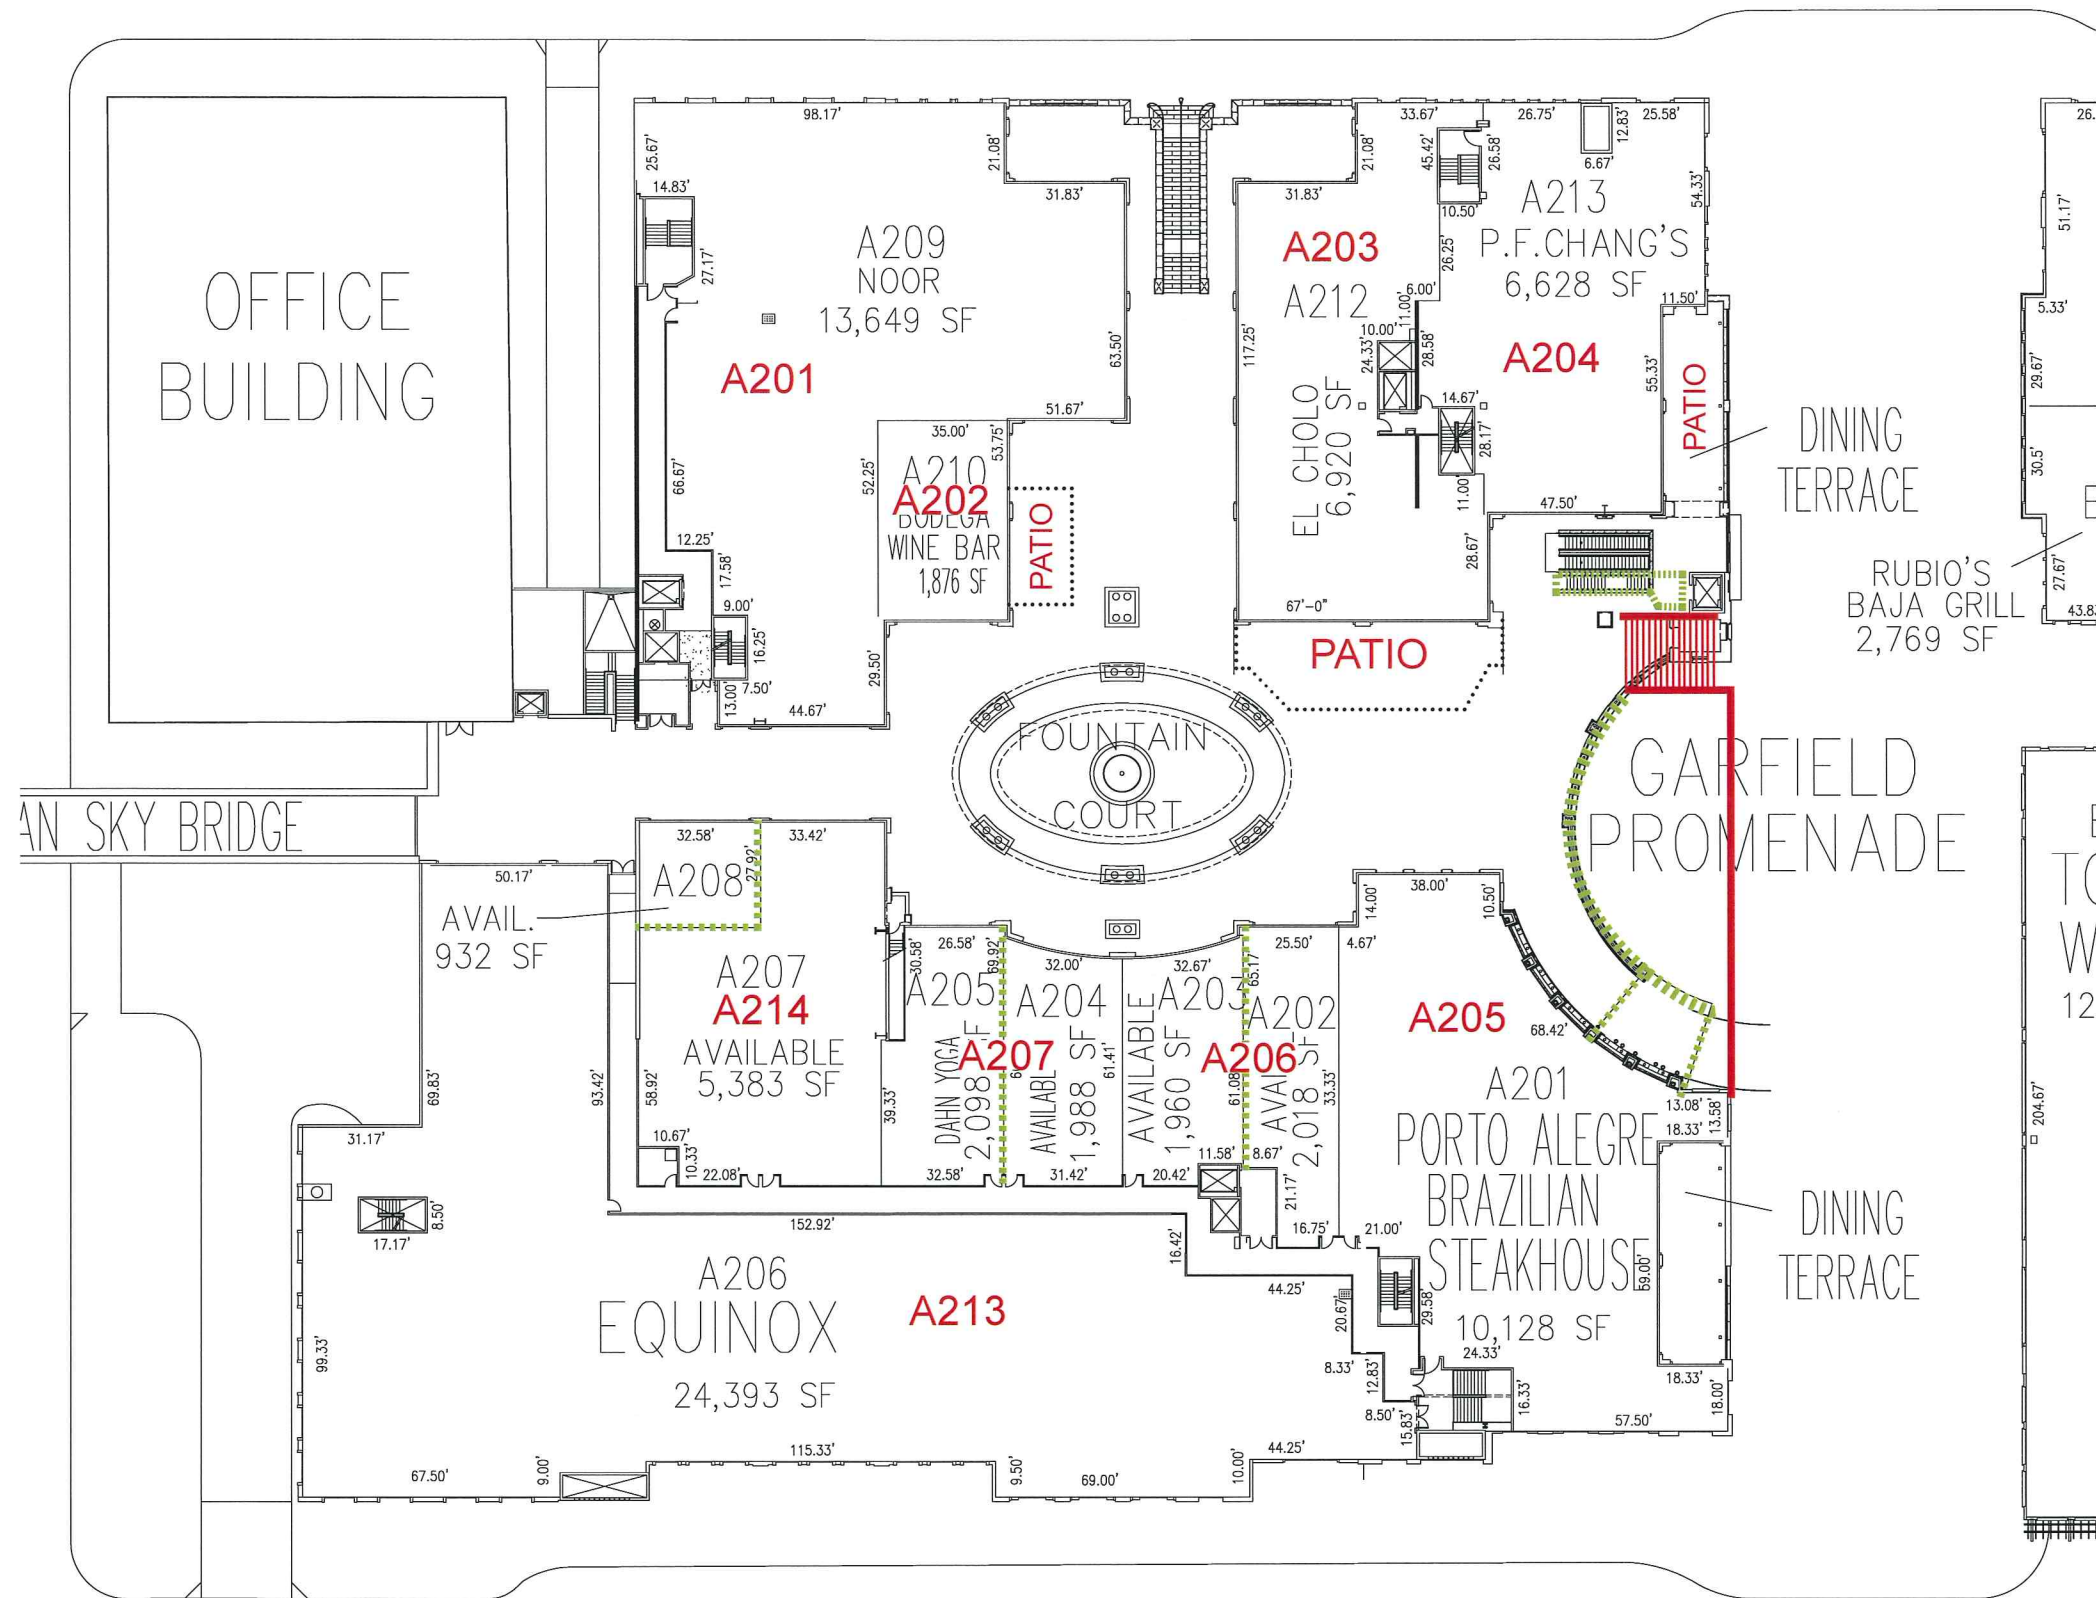 98.17'
33.67'
26.75'
25.58'
12.83'
26.
25.67'
21.08'
21.08'
45.42'
26.58'
6.67'
14.83'
31.83'
31.83'
54.33'
10.50'
51.17'
A213
P.F.CHANG'S
6,628 SF
A209
NOOR
13,649 SF
A203
A212
EL CHOLO
6,920 SF
26.25'
27.17'
6.00'
11.00'
11.50'
5.33'
OFFICE
BUILDING
A201
A204
PATIO
10.00'
24.33'
28.58'
117.25'
63.50'
55.33'
29.67'
51.67'
14.67'
35.00'
53.75'
52.25'
28.17'
30.5'
DINING
TERRACE
66.67'
A210
A202
BODEGA
WINE BAR
1,876 SF
PATIO
11.00'
47.50'
12.25'
17.58'
28.67'
27.67'
RUBIO'S
BAJA GRILL
2,769 SF
9.00'
67'-0"
43.83
16.25'
29.50'
PATIO
7.50'
13.00'
44.67'
FOUNTAIN
COURT
GARFIELD
PROMENADE
AN SKY BRIDGE
32.58'
33.42'
27.92'
A208
50.17'
AVAIL.
932 SF
38.00'
14.00'
10.50'
26.58'
30.58'
69.92'
32.00'
32.67'
25.50'
4.67'
65.17'
A207
A214
AVAILABLE
5,383 SF
A205
DAHN YOGA
2,098 SF
A207
A204
1,988 SF
A203
AVAILABLE
1,960 SF
A206
A202
2,018 SF
A205
68.42'
TO
W
12
69.83'
93.42'
58.92'
39.33'
61.41'
61.08'
33.33'
A201
PORTO ALEGRE
BRAZILIAN
STEAKHOUSE
10,128 SF
13.08'
13.58'
18.33'
204.67'
31.17'
10.67'
10.33'
22.08'
32.58'
31.42'
20.42'
11.58'
8.67'
21.17'
16.75'
21.00'
8.50'
17.17'
152.92'
16.42'
59.00'
DINING
TERRACE
A206
EQUINOX
24,393 SF
A213
44.25'
20.67'
29.58'
99.33'
8.33'
12.83'
24.33'
18.33'
16.33'
18.00'
8.50'
15.83'
57.50'
67.50'
9.00'
115.33'
9.50'
69.00'
10.00'
44.25'